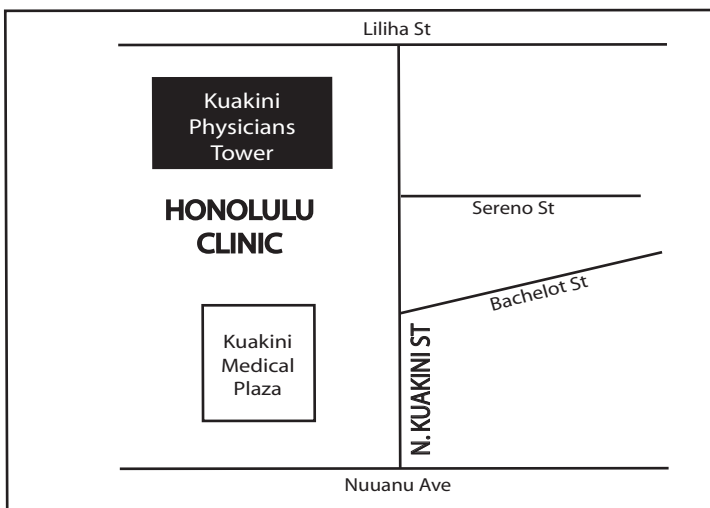 Liliha St
Kuakini
Physicians
Tower
HONOLULU
CLINIC
Sereno St
Bachelot St
Kuakini
Medical
Plaza
N. KUAKINI ST
Nuuanu Ave